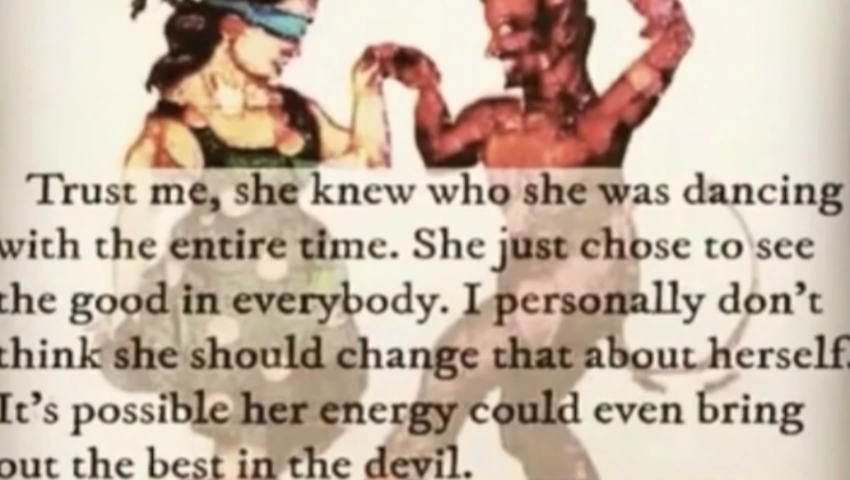 Trust me, she knew who she was dancing
with the entire time. She just chose to see
the good in everybody. I personally don't
think she should change that about herself.
It's possible her energy could even bring
out the best in the devil.